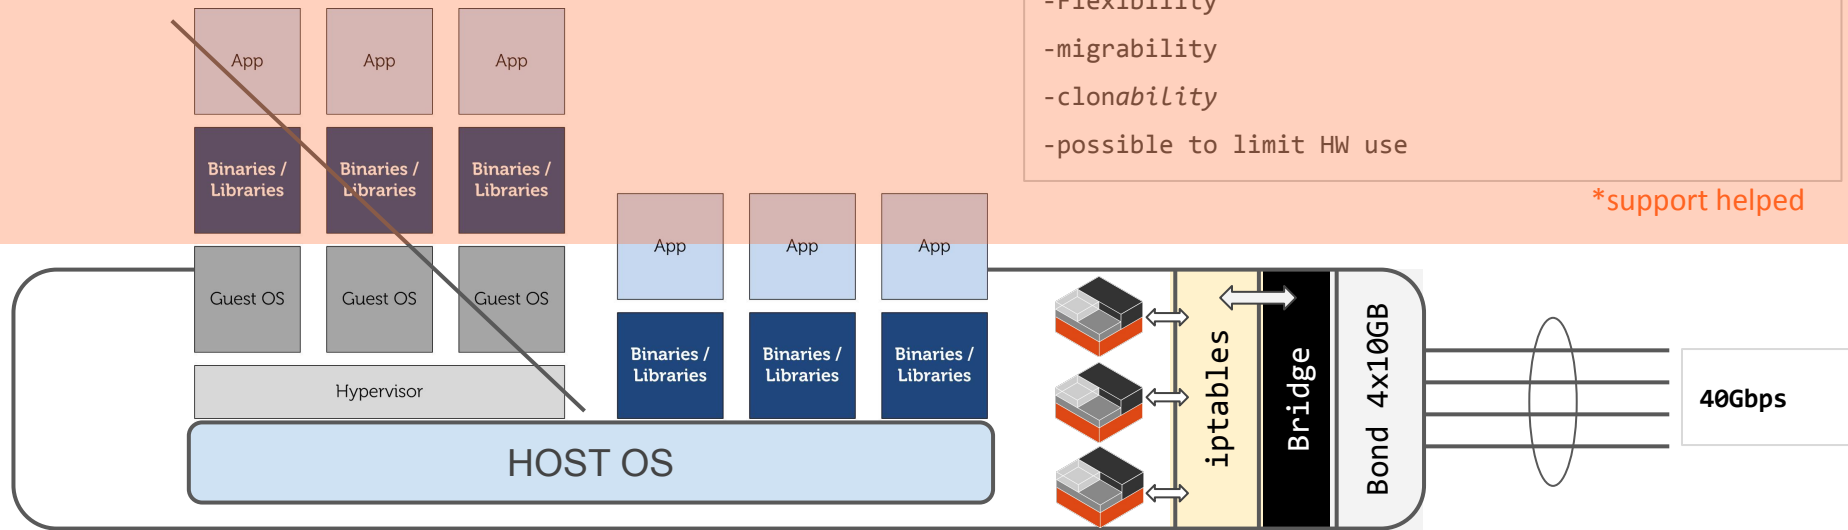 -Flexibility
-migrability
-clonability
-possible to limit HW use
*support helped
App
App
App
Binaries /
Libraries
Binaries /
Libraries
Binaries /
Libraries
Guest OS
Guest OS
Guest OS
Hypervisor
App
App
App
Binaries /
Libraries
Binaries /
Libraries
Binaries /
Libraries
HOST OS
iptables
Bridge
Bond 4x10GB
40Gbps